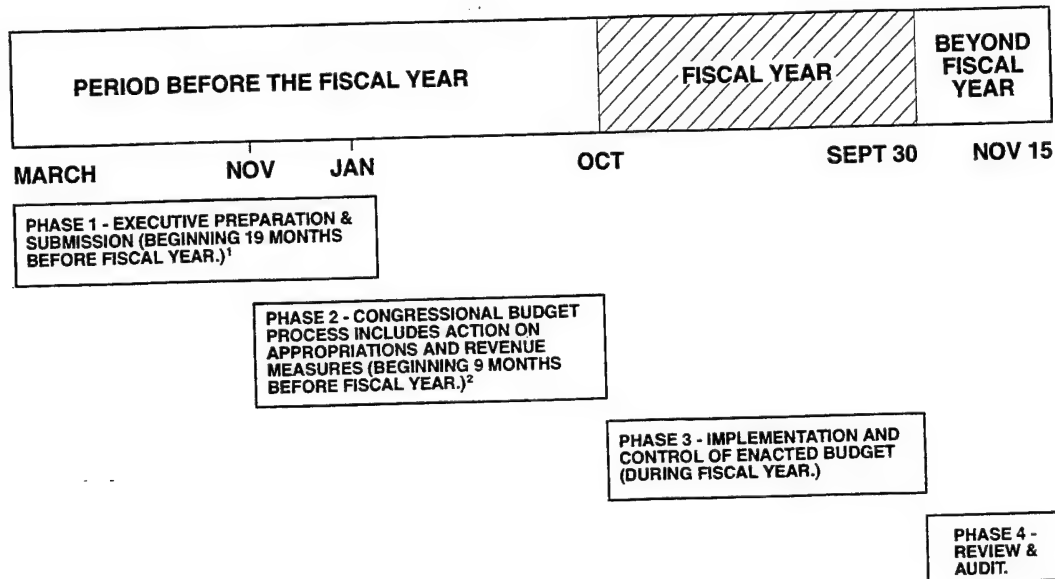 PERIOD BEFORE THE FISCAL YEAR
FISCAL YEAR
BEYOND
FISCAL
YEAR
MARCH
NOV
JAN
OCT
SEPT 30
NOV 15
PHASE 1 - EXECUTIVE PREPARATION &
SUBMISSION (BEGINNING 19 MONTHS
BEFORE FISCAL YEAR.)¹
PHASE 2 - CONGRESSIONAL BUDGET
PROCESS INCLUDES ACTION ON
APPROPRIATIONS AND REVENUE
MEASURES (BEGINNING 9 MONTHS
BEFORE FISCAL YEAR.)²
PHASE 3 - IMPLEMENTATION AND
CONTROL OF ENACTED BUDGET
(DURING FISCAL YEAR.)
PHASE 4 -
REVIEW &
AUDIT.